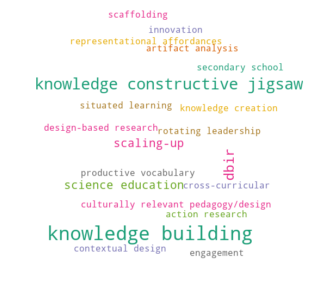 scaffolding
innovation
representational affordances
artifact analysis
secondary school
knowledge constructive jigsaw
situated learning
knowledge creation
design-based research
rotating leadership
scaling-up
dbir
productive vocabulary
science education
cross-curricular
culturally relevant pedagogy/design
action research
knowledge building
contextual design
engagement